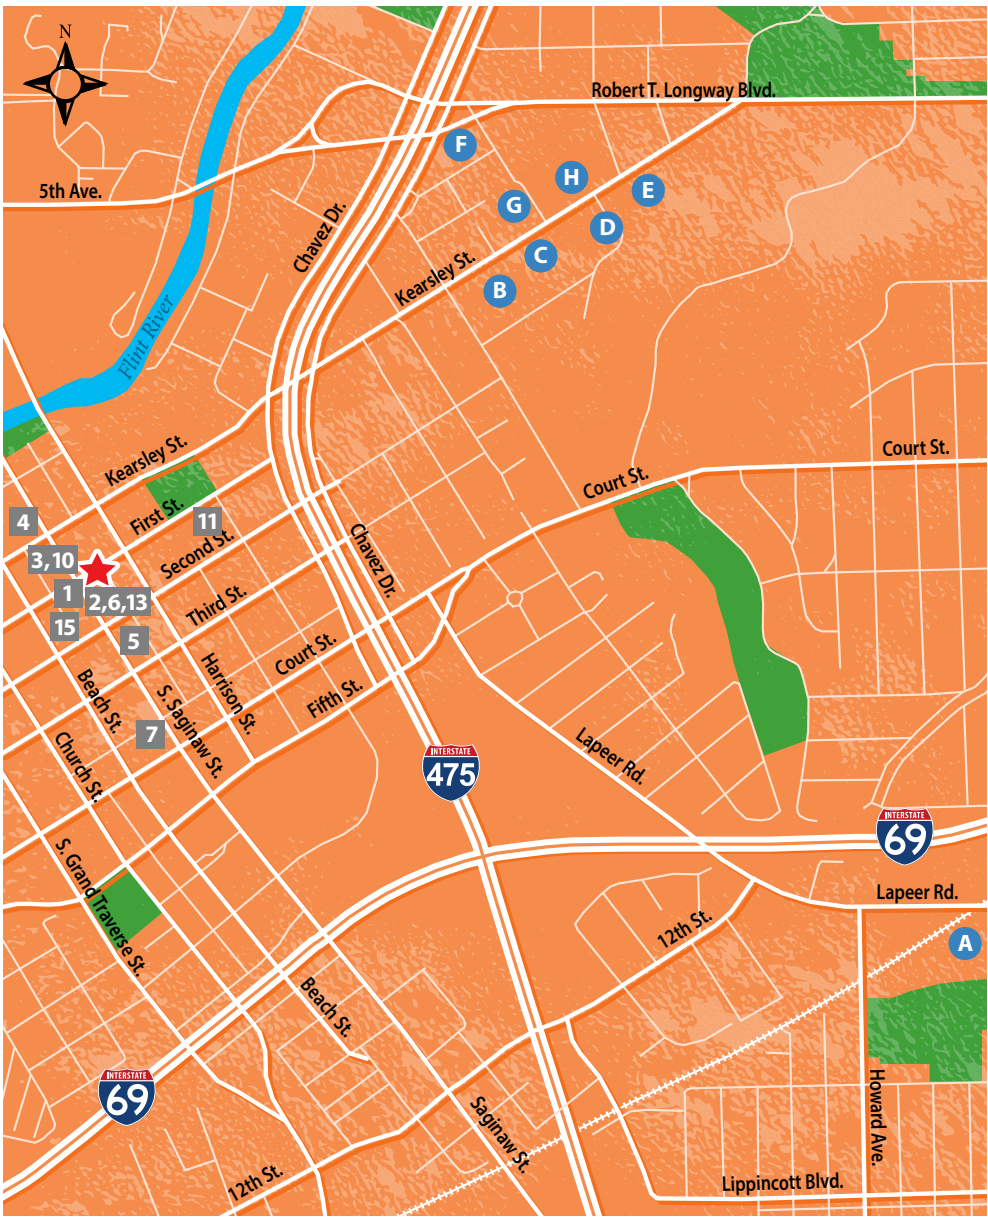 N
Robert T. Longway Blvd.
F
5th Ave.
H
E
G
D
Chavez Dr.
C
Kearsley St.
B
Flint River
Kearsley St.
Court St.
Court St.
4
First St.
11
Second St.
3,10
Chavez Dr.
1
2,6,13
Third St.
15
5
Court St.
Harrison St.
Beach St.
S. Saginaw St.
Fifth St.
7
Church St.
INTERSTATE
475
Lapeer Rd.
INTERSTATE
69
S. Grand Traverse St.
Lapeer Rd.
12th St.
A
Beach St.
INTERSTATE
69
Howard Ave.
Saginaw St.
12th St.
Lippincott Blvd.